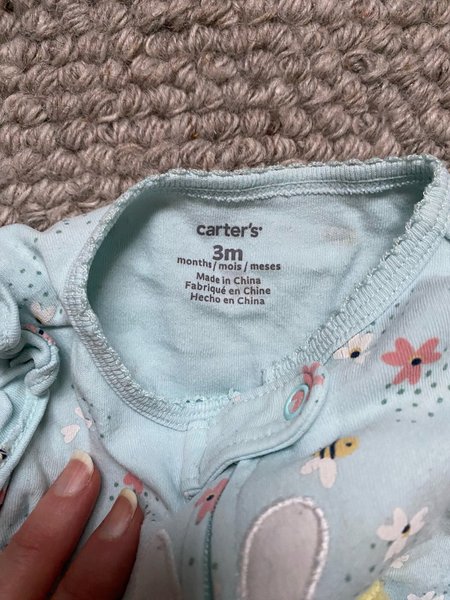 carter's
3m
months / mois / meses
Made in China
Fabriqué en Chine
Hecho en China